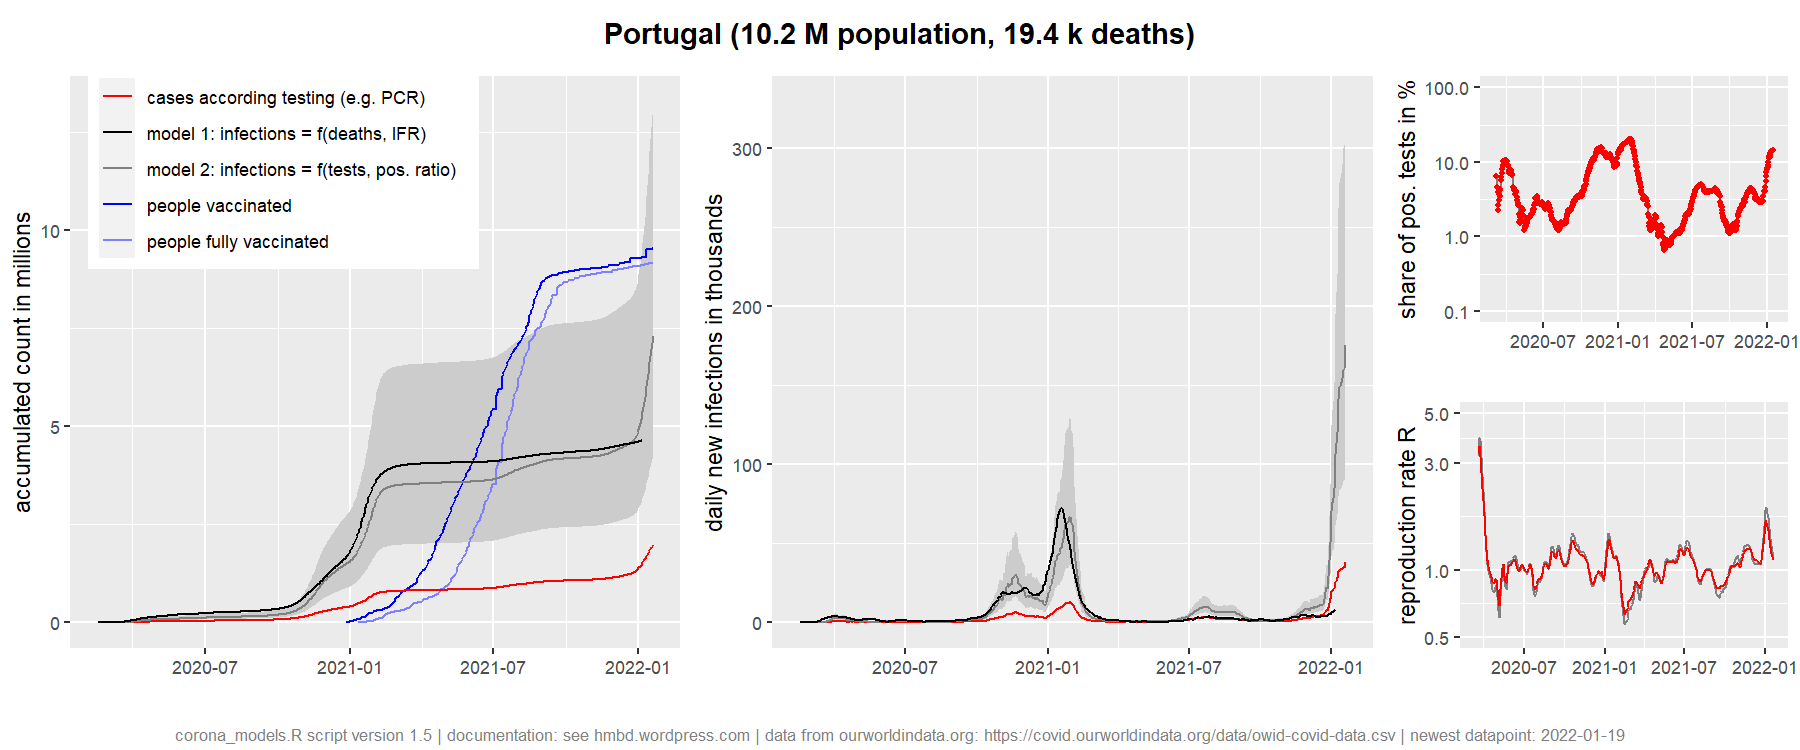 Portugal (10.2 M population, 19.4 k deaths)
cases according testing (e.g. PCR)
model 1: infections = f(deaths, IFR)
model 2: infections = f(tests, pos. ratio)
people vaccinated
people fully vaccinated
accumulated count in millions
10
5
0
2020-07
2021-01
2021-07
2022-01
daily new infections in thousands
300
200
100
0
2020-07
2021-01
2021-07
2022-01
share of pos. tests in %
100.0
10.0
1.0
0.1
2020-07
2021-01
2021-07
2022-01
reproduction rate R
5.0
3.0
1.0
0.5
2020-07
2021-01
2021-07
2022-01
corona_models.R script version 1.5 | documentation: see hmbd.wordpress.com | data from ourworldindata.org: https://covid.ourworldindata.org/data/owid-covid-data.csv | newest datapoint: 2022-01-19